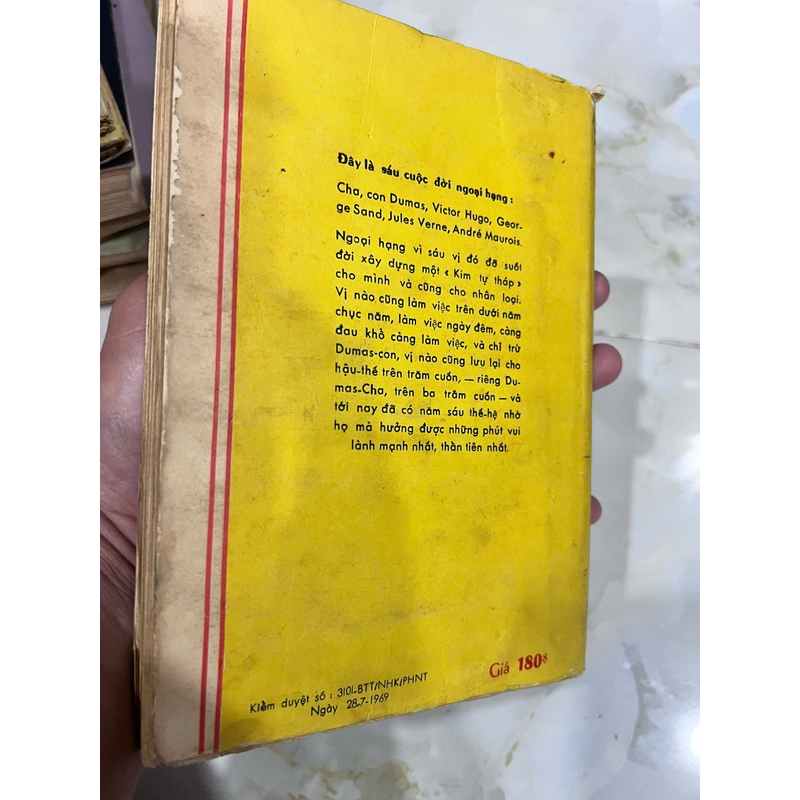 Đây là sáu cuộc đời ngoại hạng :
Cha, con Dumas, Victor Hugo, Geor-
ge Sand, Jules Verne, André Maurois.
Ngoại hạng vì sáu vị đó đã suốt
đời xây dựng một « Kim tự tháp »
cho mình và cũng cho nhân loại.
Vị nào cũng làm việc trên dưới năm
chục năm, làm việc ngày đêm, càng
đau khổ càng làm việc, và chỉ trừ
Dumas-con, vị nào cũng lưu lại cho
hậu-thế trên trăm cuốn, — riêng Du-
mas-Cha, trên ba trăm cuốn — và
tới nay đã có năm sáu thế-hệ nhờ
họ mà hưởng được những phút vui
lành mạnh nhất, thần tiên nhất.
Giá 180$
Kiểm duyệt số : 3101-BTT/NHK/PHNT
Ngày 28-7-1969